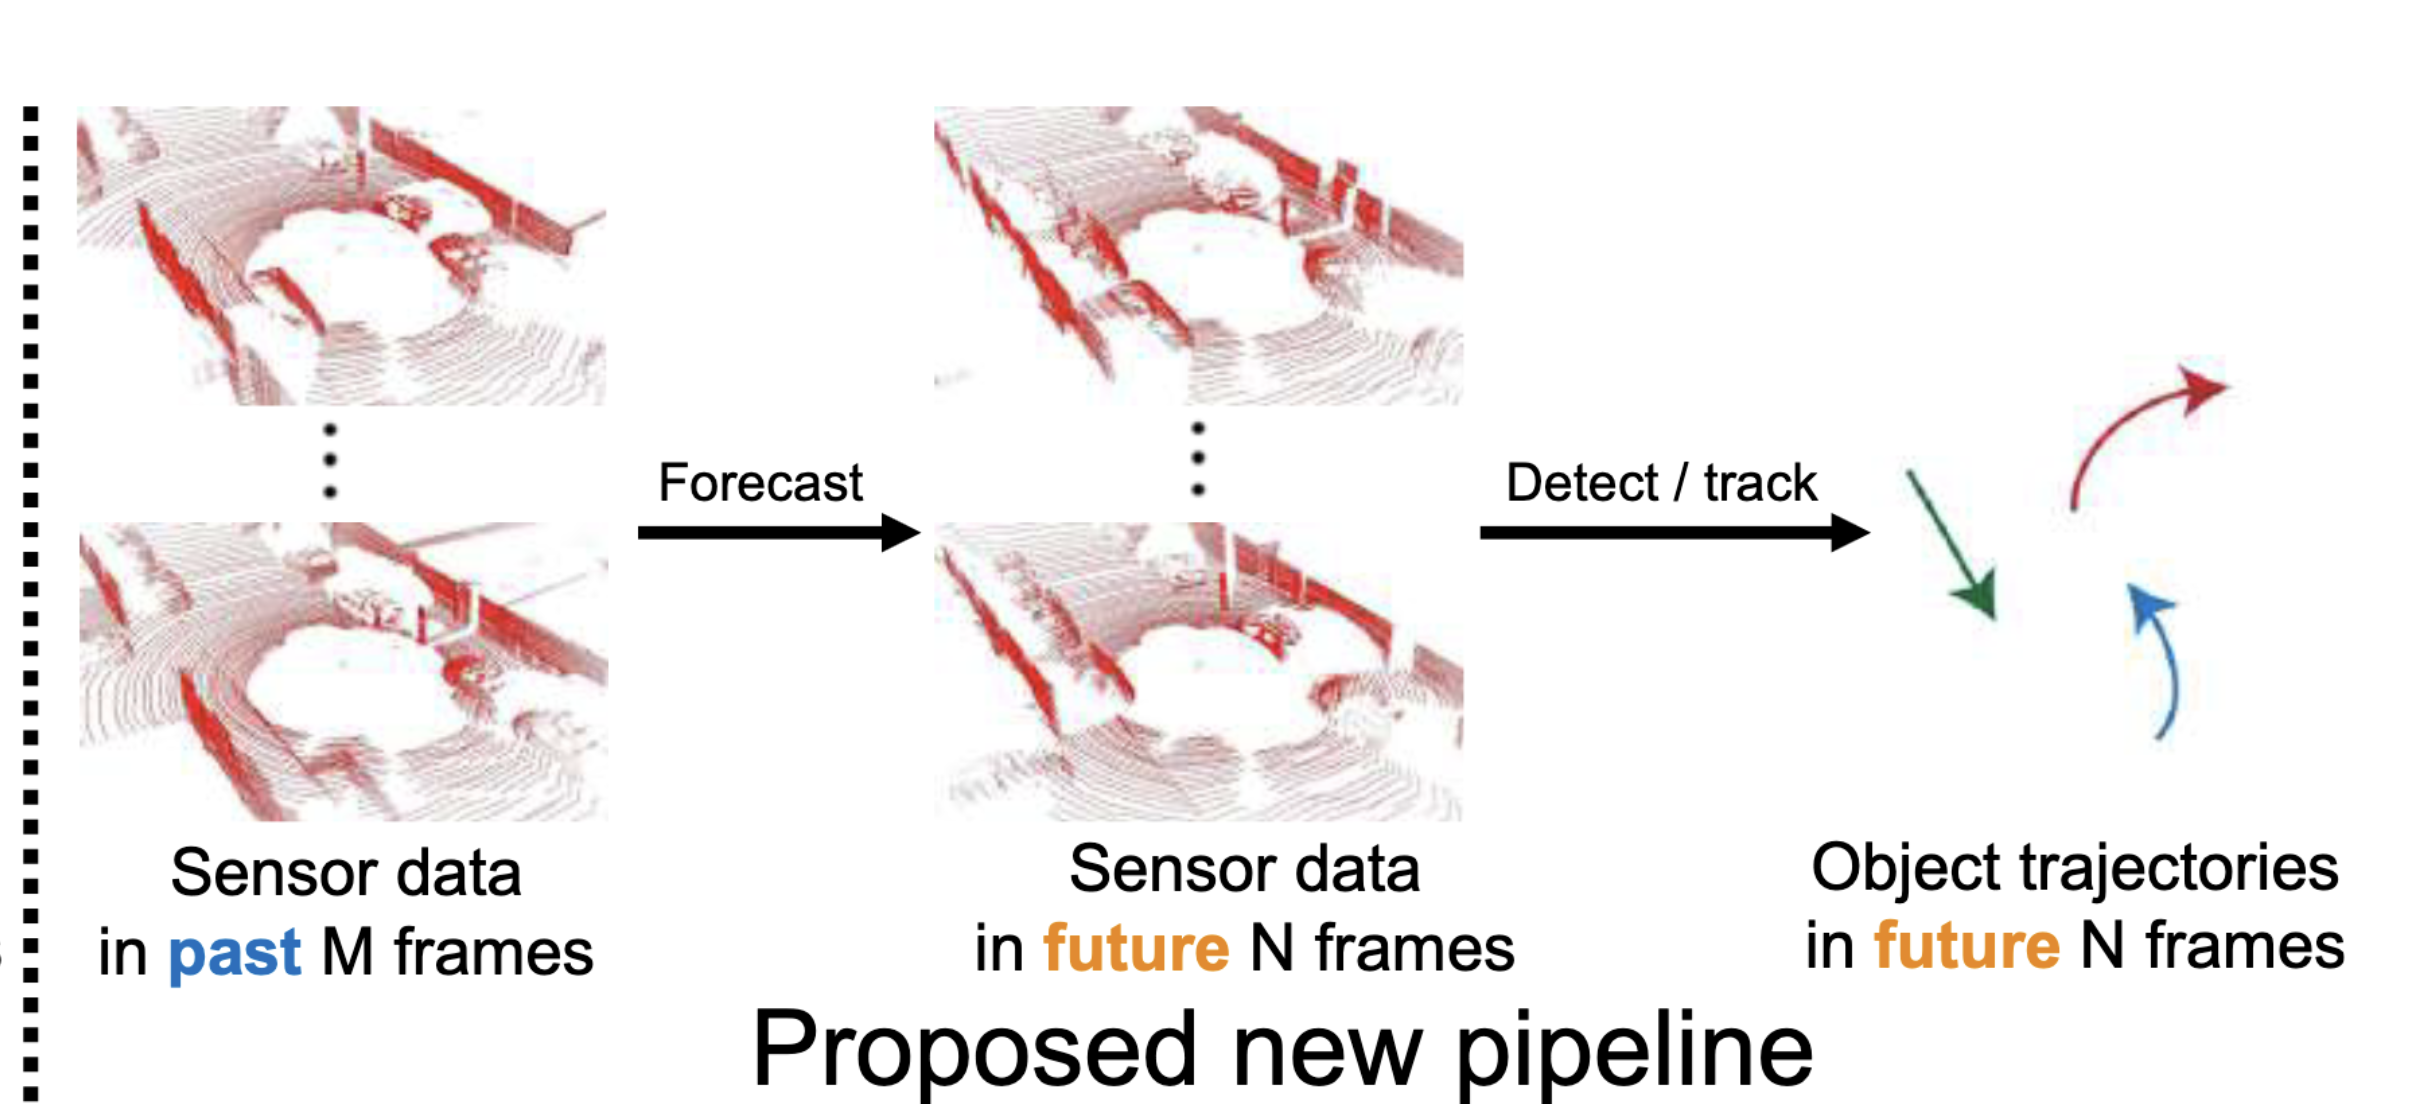 Forecast
Detect / track
Sensor data
in past M frames
Sensor data
in future N frames
Object trajectories
in future N frames
Proposed new pipeline